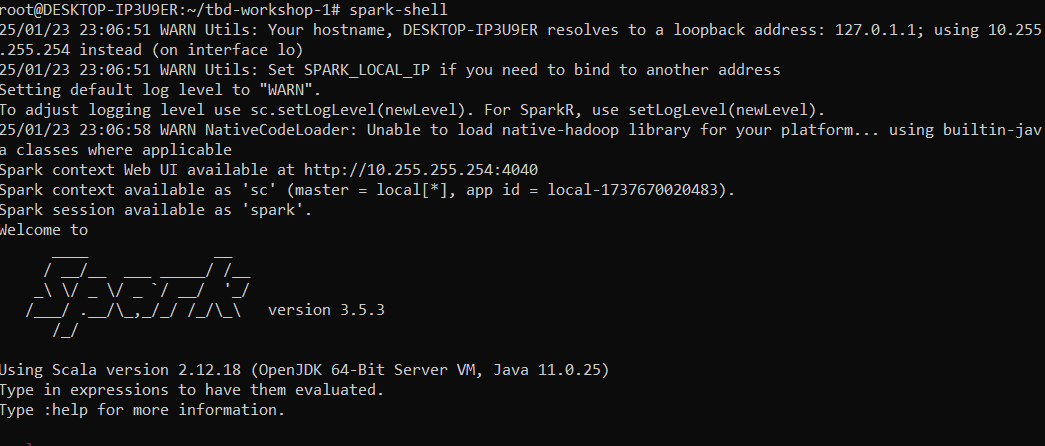 root@DESKTOP-IP3U9ER:~/tbd-workshop-1# spark-shell
25/01/23 23:06:51 WARN Utils: Your hostname, DESKTOP-IP3U9ER resolves to a loopback address: 127.0.1.1; using 10.255
.255.254 instead (on interface lo)
25/01/23 23:06:51 WARN Utils: Set SPARK_LOCAL_IP if you need to bind to another address
Setting default log level to "WARN".
To adjust logging level use sc.setLogLevel(newLevel). For SparkR, use setLogLevel(newLevel).
25/01/23 23:06:58 WARN NativeCodeLoader: Unable to load native-hadoop library for your platform... using builtin-jav
a classes where applicable
Spark context Web UI available at http://10.255.255.254:4040
Spark context available as 'sc' (master = local[*], app id = local-1737670020483).
Spark session available as 'spark'.
Welcome to
      ____              __
     / __/__  ___ _____/ /__
    _\ \/ _ \/ _ `/ __/  '_/
   /___/ .__/\_,_/_/ /_/\_\   version 3.5.3
      /_/
Using Scala version 2.12.18 (OpenJDK 64-Bit Server VM, Java 11.0.25)
Type in expressions to have them evaluated.
Type :help for more information.